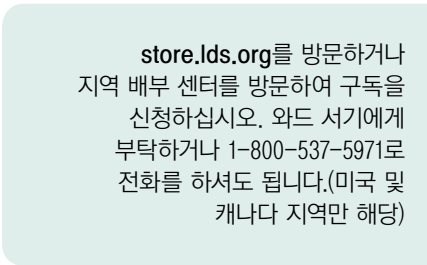 store.lds.org를 방문하거나
지역 배부 센터를 방문하여 구독을
신청하십시오. 와드 서기에게
부탁하거나 1-800-537-5971로
전화를 하셔도 됩니다.(미국 및
캐나다 지역만 해당)